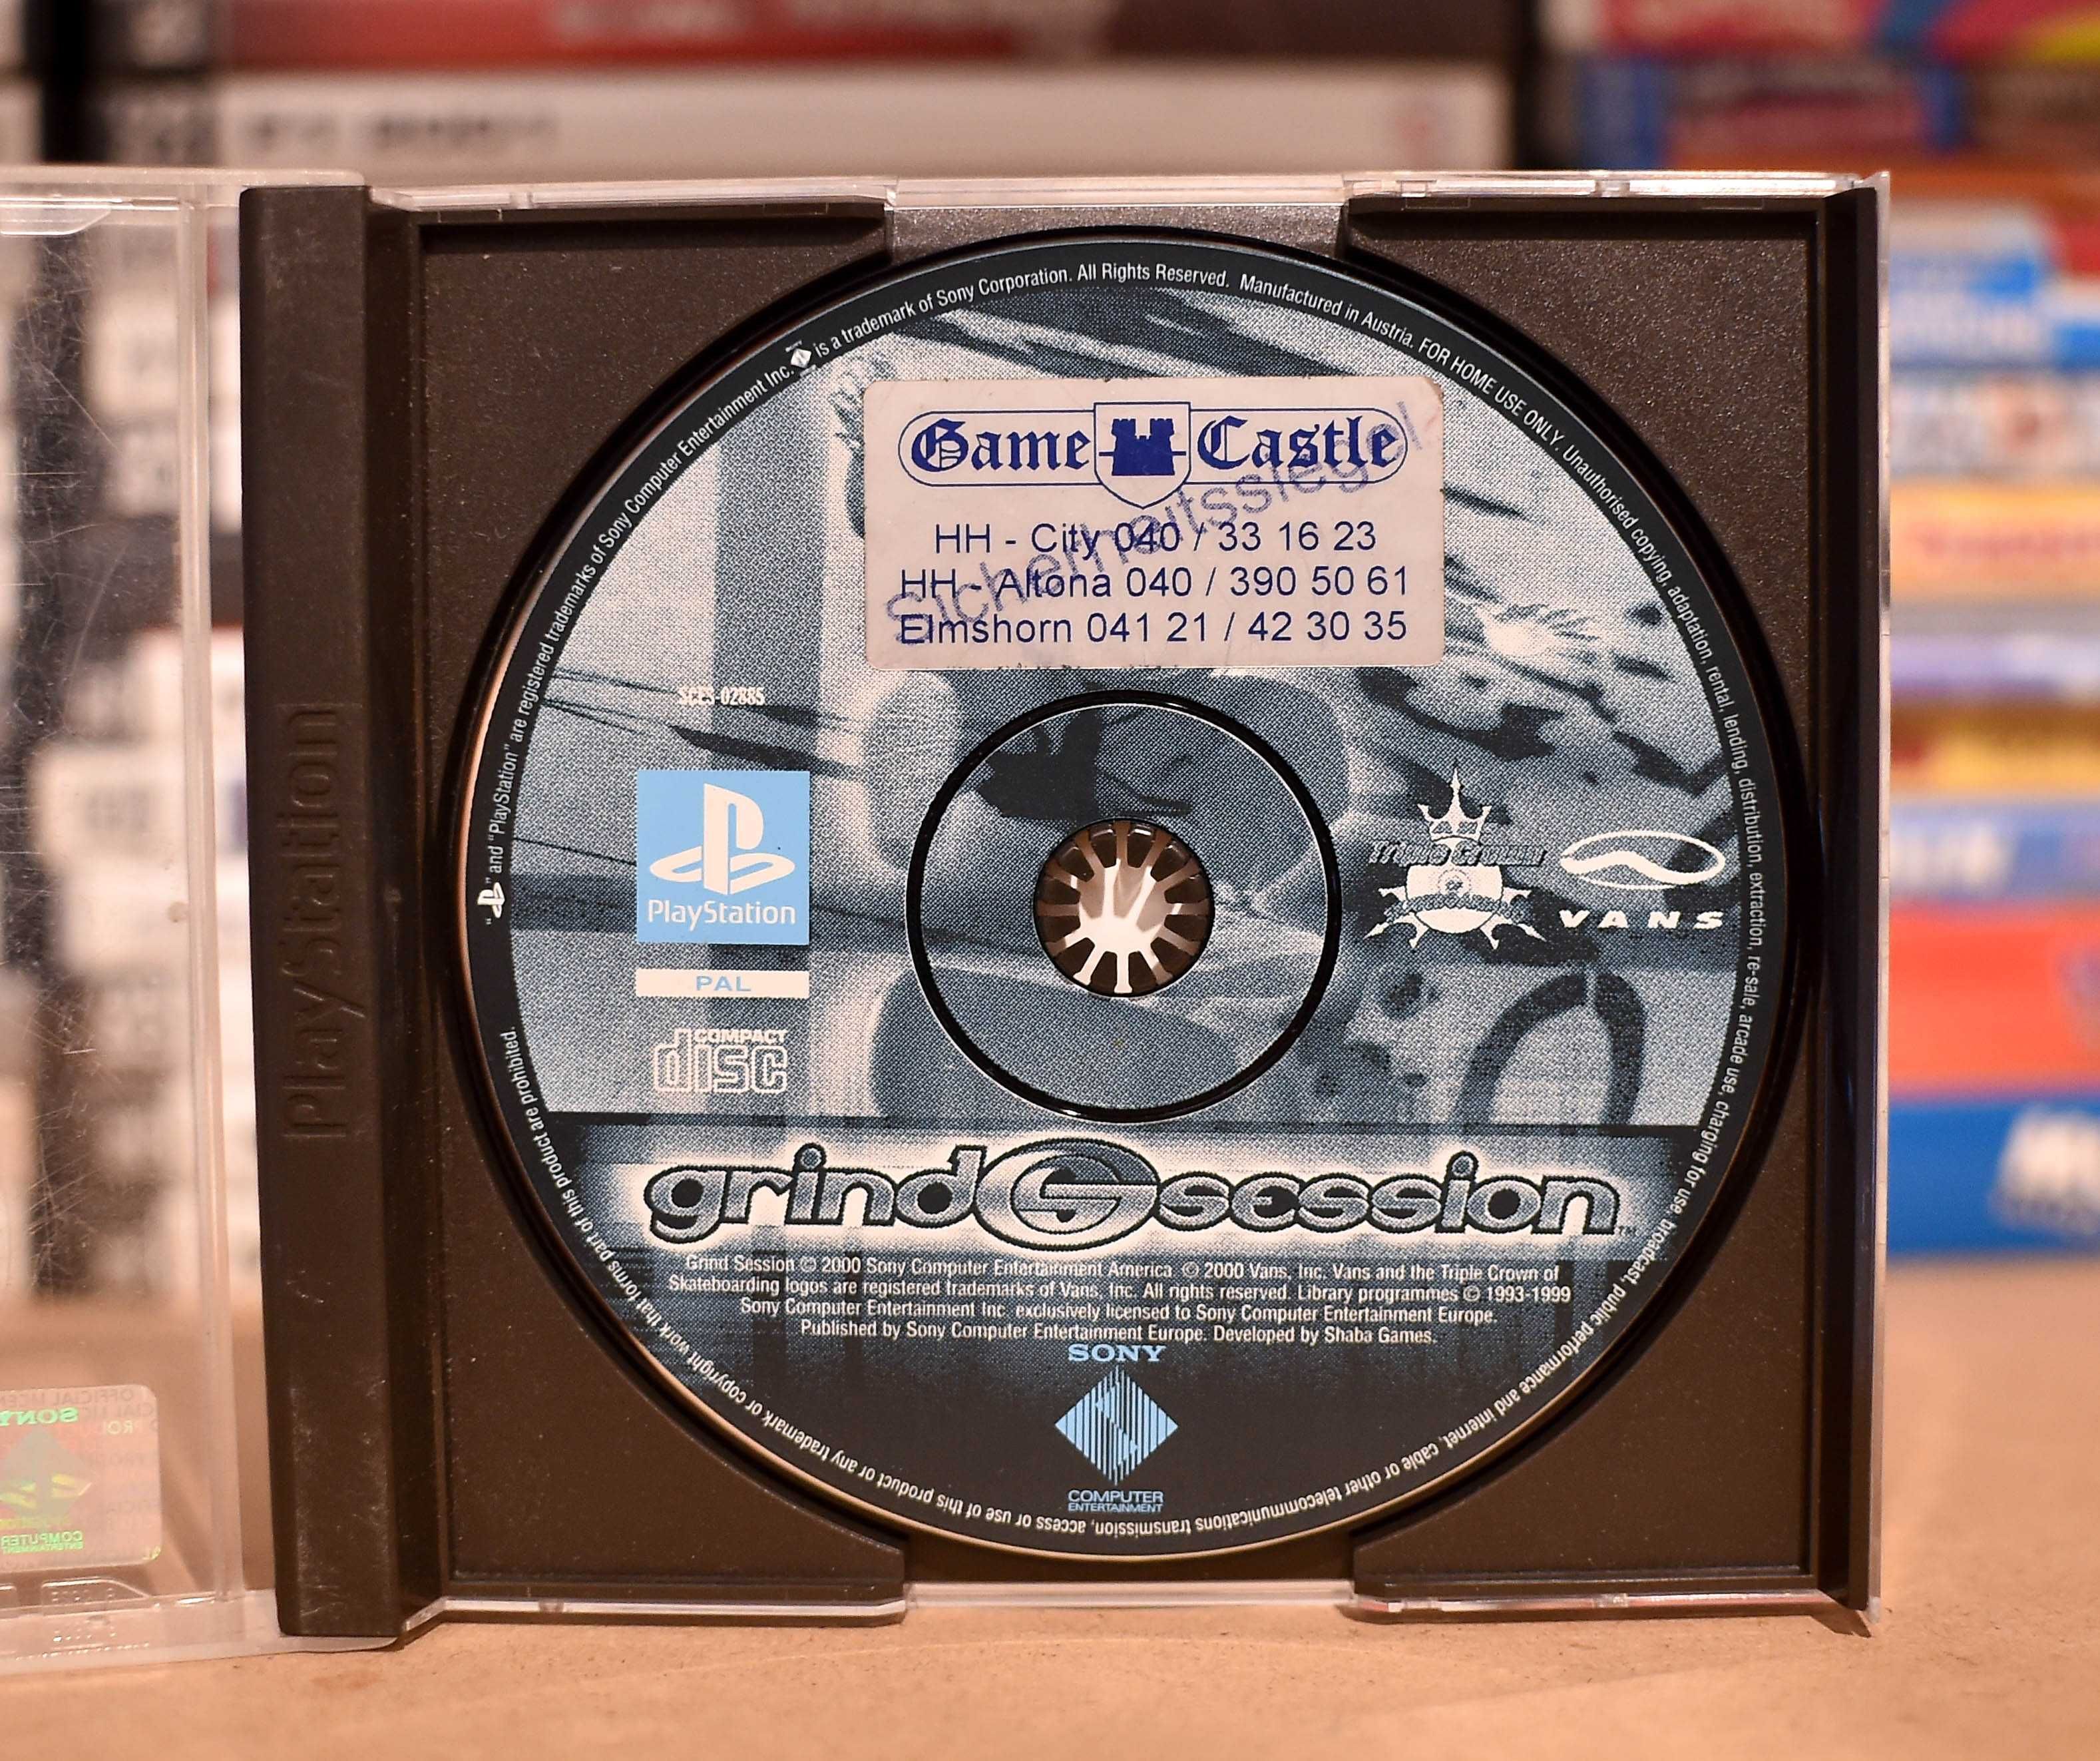 PlayStation
"PS" and "PlayStation" are registered trademarks of Sony Computer Entertainment Inc. is a trademark of Sony Corporation. All Rights Reserved. Manufactured in Austria. FOR HOME USE ONLY. Unauthorised copying, adaptation, rental, lending, distribution, extraction, re-sale, arcade use, charging for use, broadcast, public performance and internet, cable or other telecommunications transmission, access or use of this product or any trademark or copyright work that forms part of this product are prohibited.
Game Castle
Sicherheitssiegel
HH - City 040 / 33 16 23
HH - Altona 040 / 390 50 61
Elmshorn 041 21 / 42 30 35
SCES-02885
PlayStation
PAL
COMPACT
disc
Triple Crown
VANS
grind session™
Grind Session © 2000 Sony Computer Entertainment America. © 2000 Vans, Inc. Vans and the Triple Crown of
Skateboarding logos are registered trademarks of Vans, Inc. All rights reserved. Library programmes © 1993-1999
Sony Computer Entertainment Inc. exclusively licensed to Sony Computer Entertainment Europe.
Published by Sony Computer Entertainment Europe. Developed by Shaba Games.
SONY
COMPUTER
ENTERTAINMENT
SONY
COMPUTER
ENTERTAINMENT